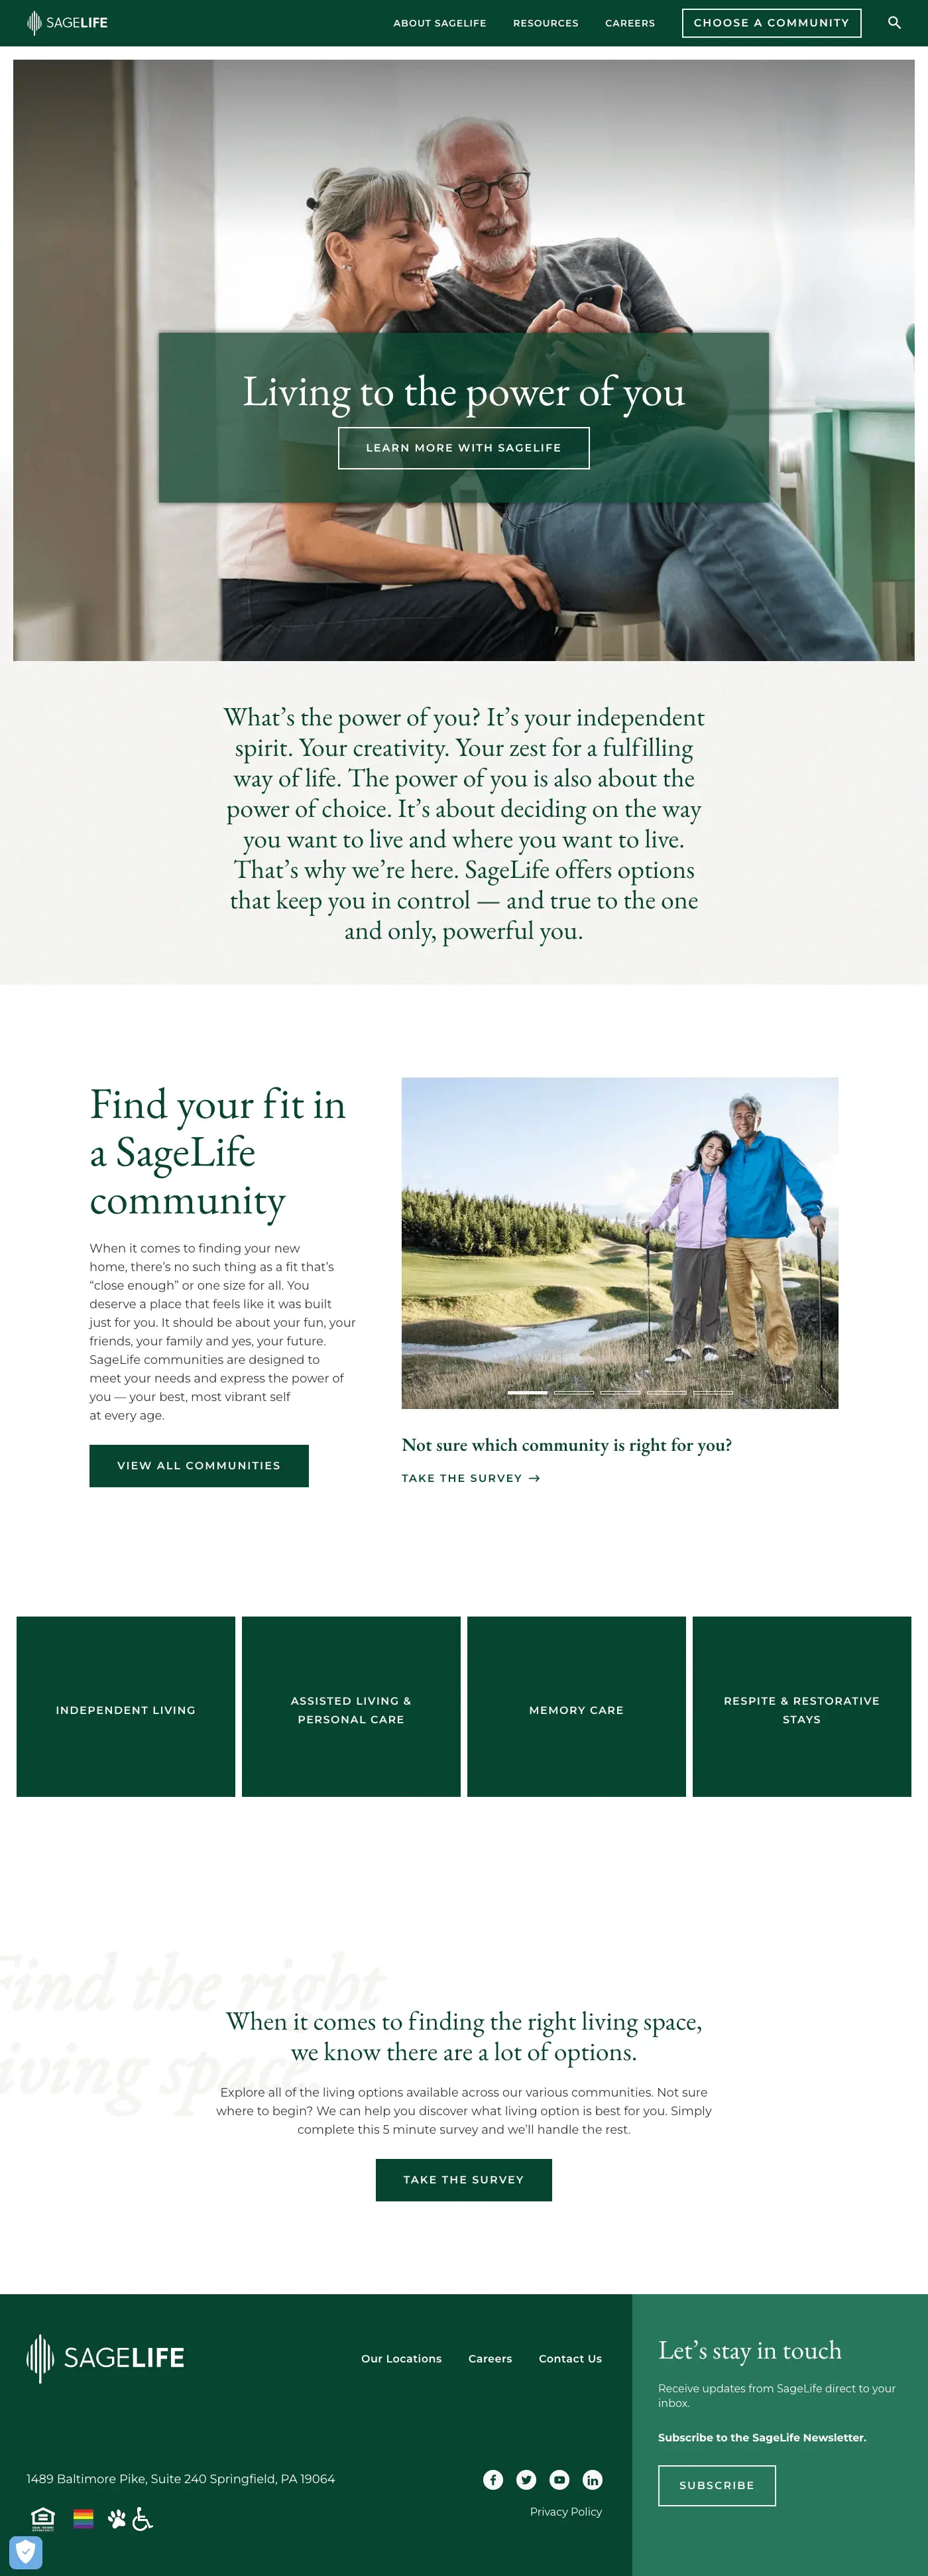 SAGELIFE
ABOUT SAGELIFE
RESOURCES
CAREERS
CHOOSE A COMMUNITY
Living to the power of you
LEARN MORE WITH SAGELIFE
What’s the power of you? It’s your independent
spirit. Your creativity. Your zest for a fulfilling
way of life. The power of you is also about the
power of choice. It’s about deciding on the way
you want to live and where you want to live.
That’s why we’re here. SageLife offers options
that keep you in control — and true to the one
and only, powerful you.
Find your fit in
a SageLife
community
When it comes to finding your new
home, there’s no such thing as a fit that’s
“close enough” or one size for all. You
deserve a place that feels like it was built
just for you. It should be about your fun, your
friends, your family and yes, your future.
SageLife communities are designed to
meet your needs and express the power of
you — your best, most vibrant self
at every age.
VIEW ALL COMMUNITIES
Not sure which community is right for you?
TAKE THE SURVEY →
INDEPENDENT LIVING
ASSISTED LIVING &
PERSONAL CARE
MEMORY CARE
RESPITE & RESTORATIVE
STAYS
Find the right
living space
When it comes to finding the right living space,
we know there are a lot of options.
Explore all of the living options available across our various communities. Not sure
where to begin? We can help you discover what living option is best for you. Simply
complete this 5 minute survey and we’ll handle the rest.
TAKE THE SURVEY
SAGELIFE
Our Locations
Careers
Contact Us
1489 Baltimore Pike, Suite 240 Springfield, PA 19064
Privacy Policy
Let’s stay in touch
Receive updates from SageLife direct to your
inbox.
Subscribe to the SageLife Newsletter.
SUBSCRIBE